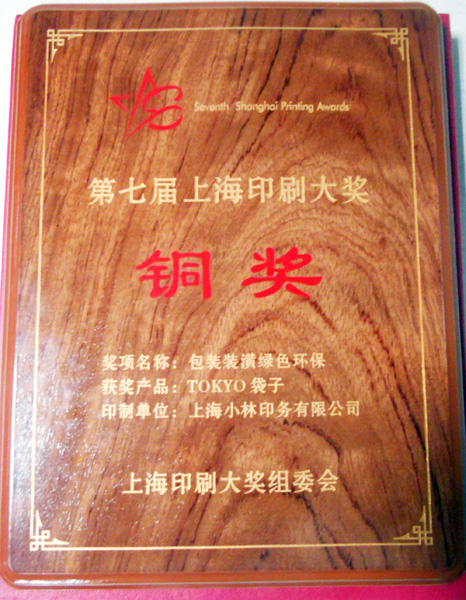 Seventh Shanghai Printing Awards
第七届上海印刷大奖
铜奖
奖项名称：包装装潢绿色环保
获奖产品：TOKYO 袋子
印制单位：上海小林印务有限公司
上海印刷大奖组委会